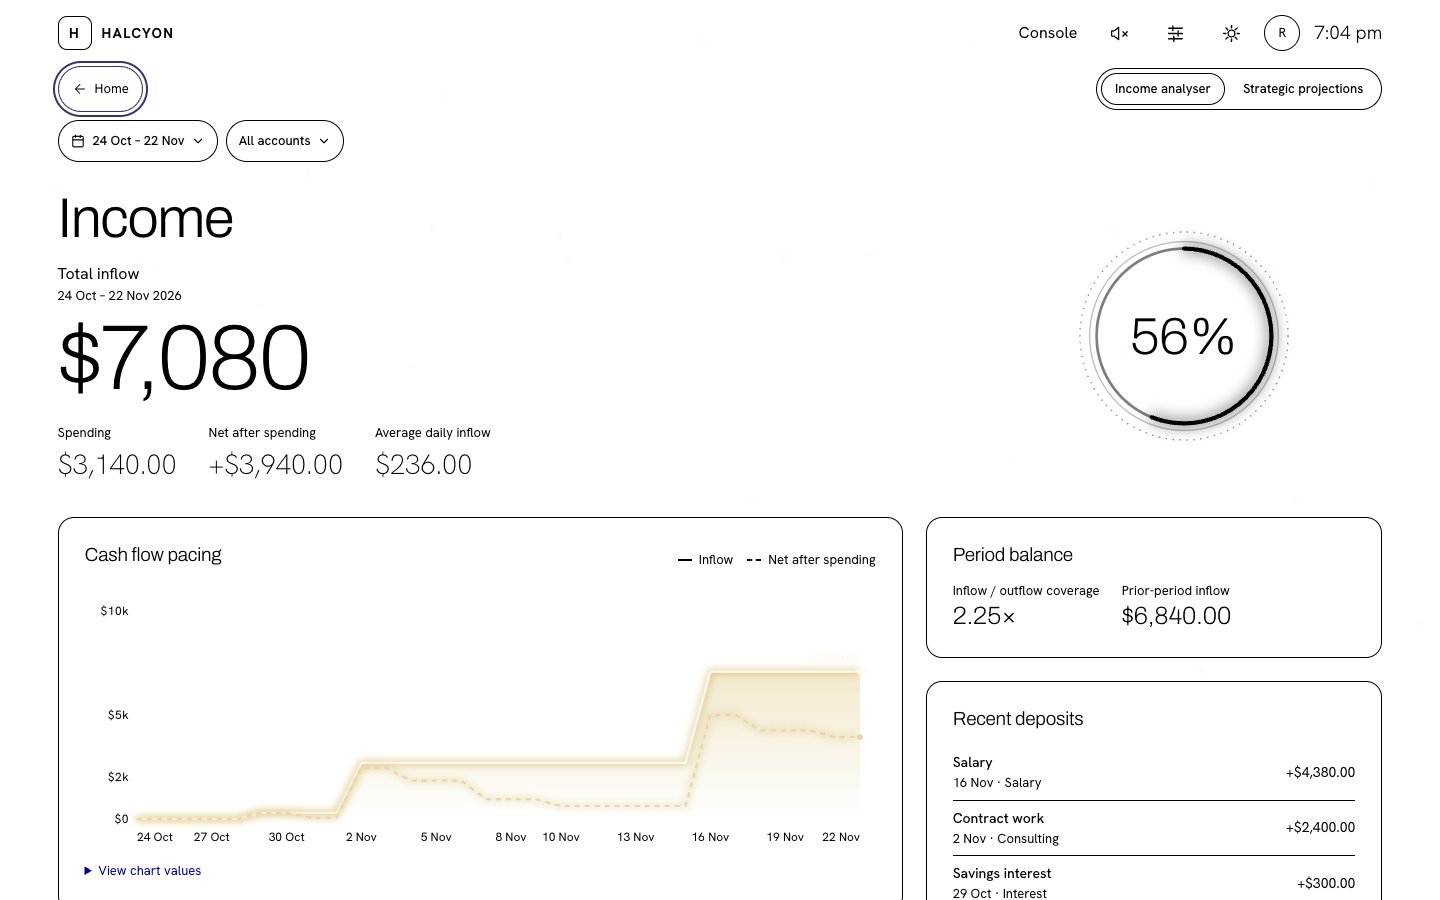 H HALCYON
Console
R
7:04 pm
Home
Income analyser
Strategic projections
24 Oct – 22 Nov
All accounts
Income
Total inflow
24 Oct – 22 Nov 2026
$7,080
56%
Spending
$3,140.00
Net after spending
+$3,940.00
Average daily inflow
$236.00
Cash flow pacing
Inflow
Net after spending
$10k
$5k
$2k
$0
24 Oct
27 Oct
30 Oct
2 Nov
5 Nov
8 Nov
10 Nov
13 Nov
16 Nov
19 Nov
22 Nov
View chart values
Period balance
Inflow / outflow coverage
2.25×
Prior-period inflow
$6,840.00
Recent deposits
Salary
16 Nov · Salary
+$4,380.00
Contract work
2 Nov · Consulting
+$2,400.00
Savings interest
29 Oct · Interest
+$300.00